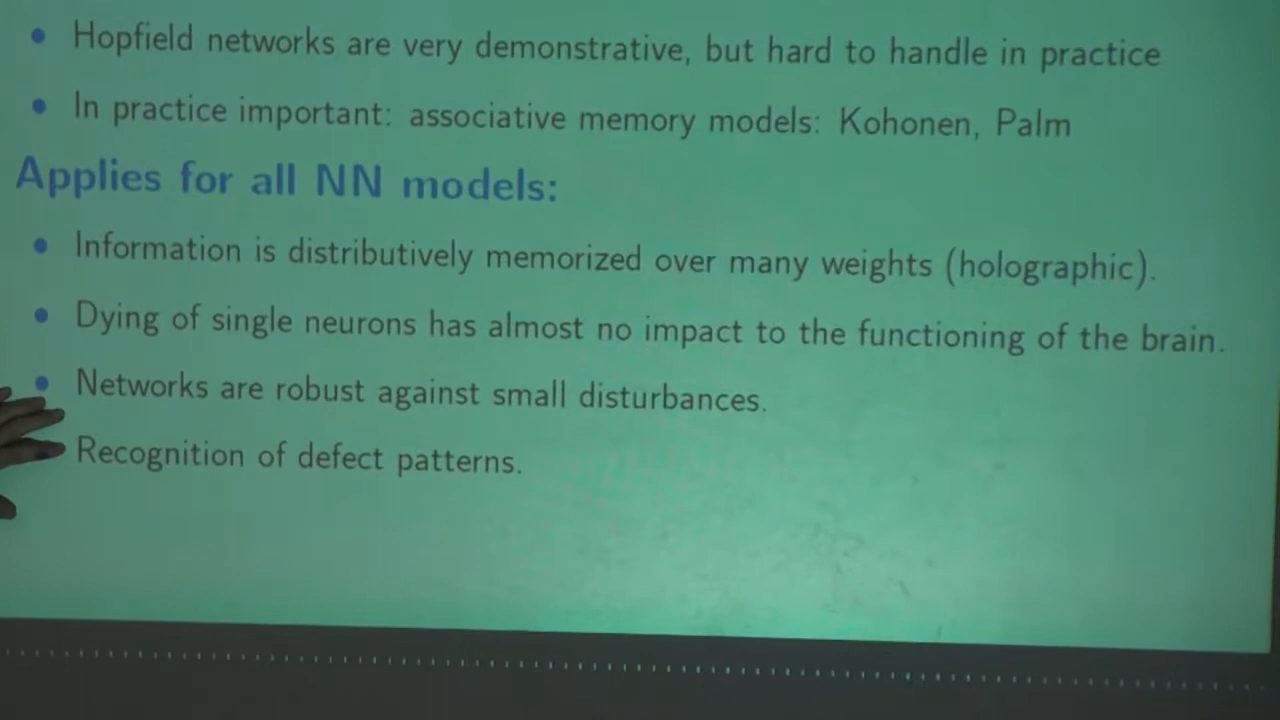 • Hopfield networks are very demonstrative, but hard to handle in practice
• In practice important: associative memory models: Kohonen, Palm
Applies for all NN models:
• Information is distributively memorized over many weights (holographic).
• Dying of single neurons has almost no impact to the functioning of the brain.
• Networks are robust against small disturbances.
Recognition of defect patterns.